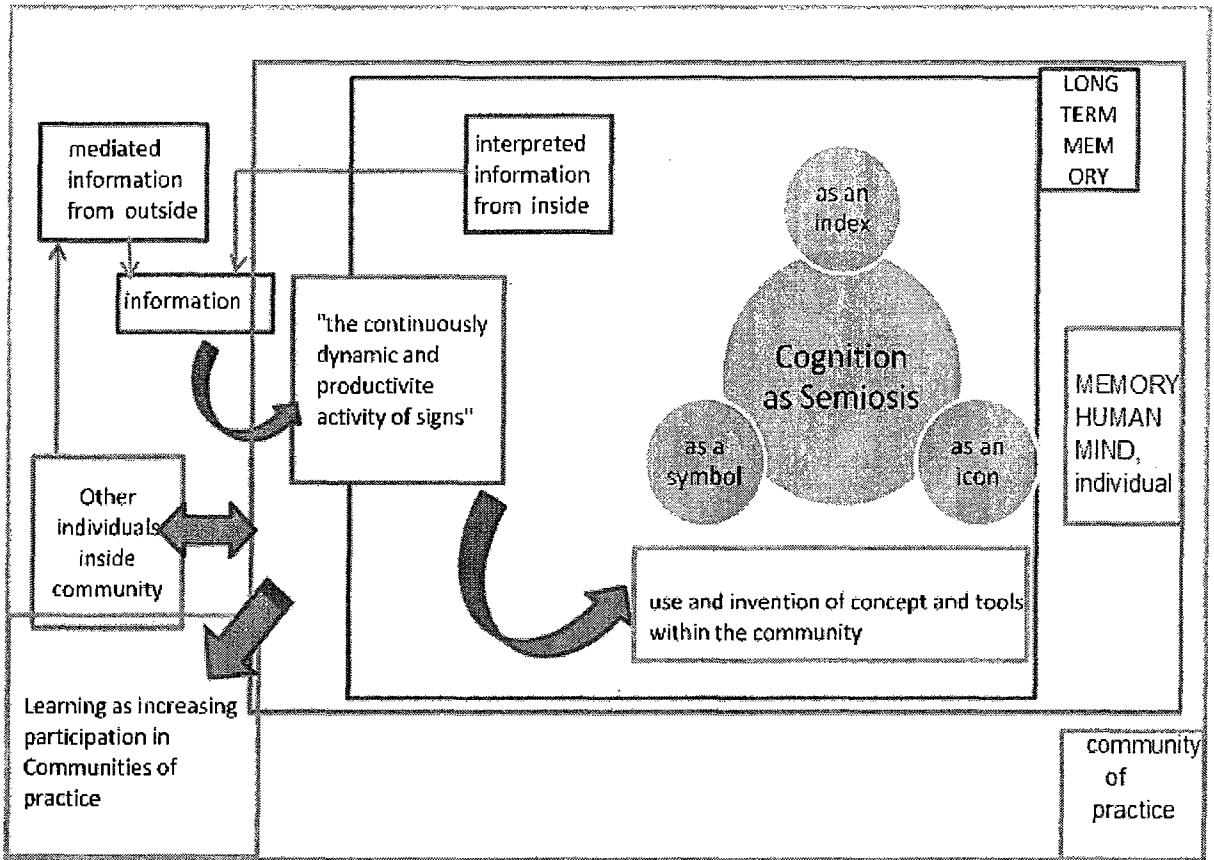 LONG
TERM
MEM
ORY
mediated
information
from outside
interpreted
information
from inside
as an
index
information
"the continuously
dynamic and
productivite
activity of signs"
Cognition
as Semiosis
as a
symbol
as an
icon
MEMORY
HUMAN
MIND,
individual
Other
individuals
inside
community
use and invention of concept and tools
within the community
Learning as increasing
participation in
Communities of
practice
community
of
practice